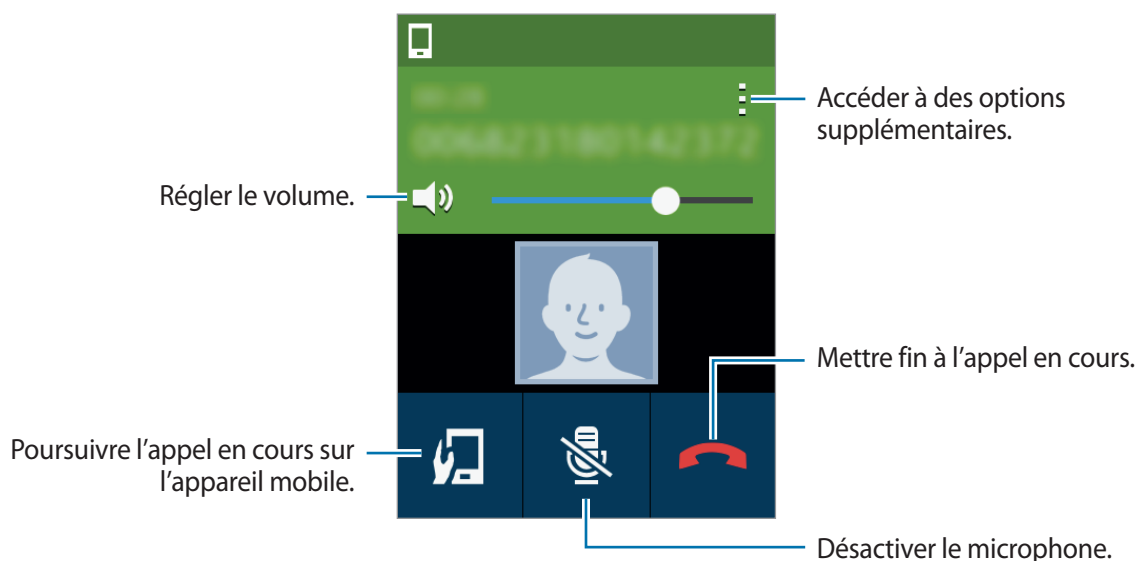 Accéder à des options
supplémentaires.
Régler le volume.
Mettre fin à l’appel en cours.
Poursuivre l’appel en cours sur
l’appareil mobile.
Désactiver le microphone.